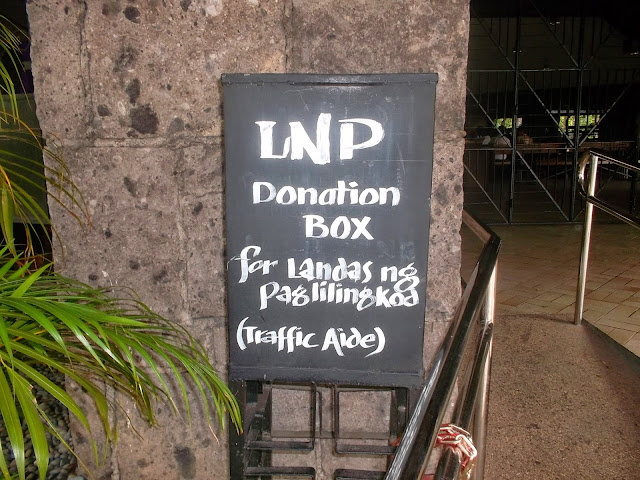 LNP
Donation
BOX
for Landas ng
Paglilingkod
(Traffic Aide)